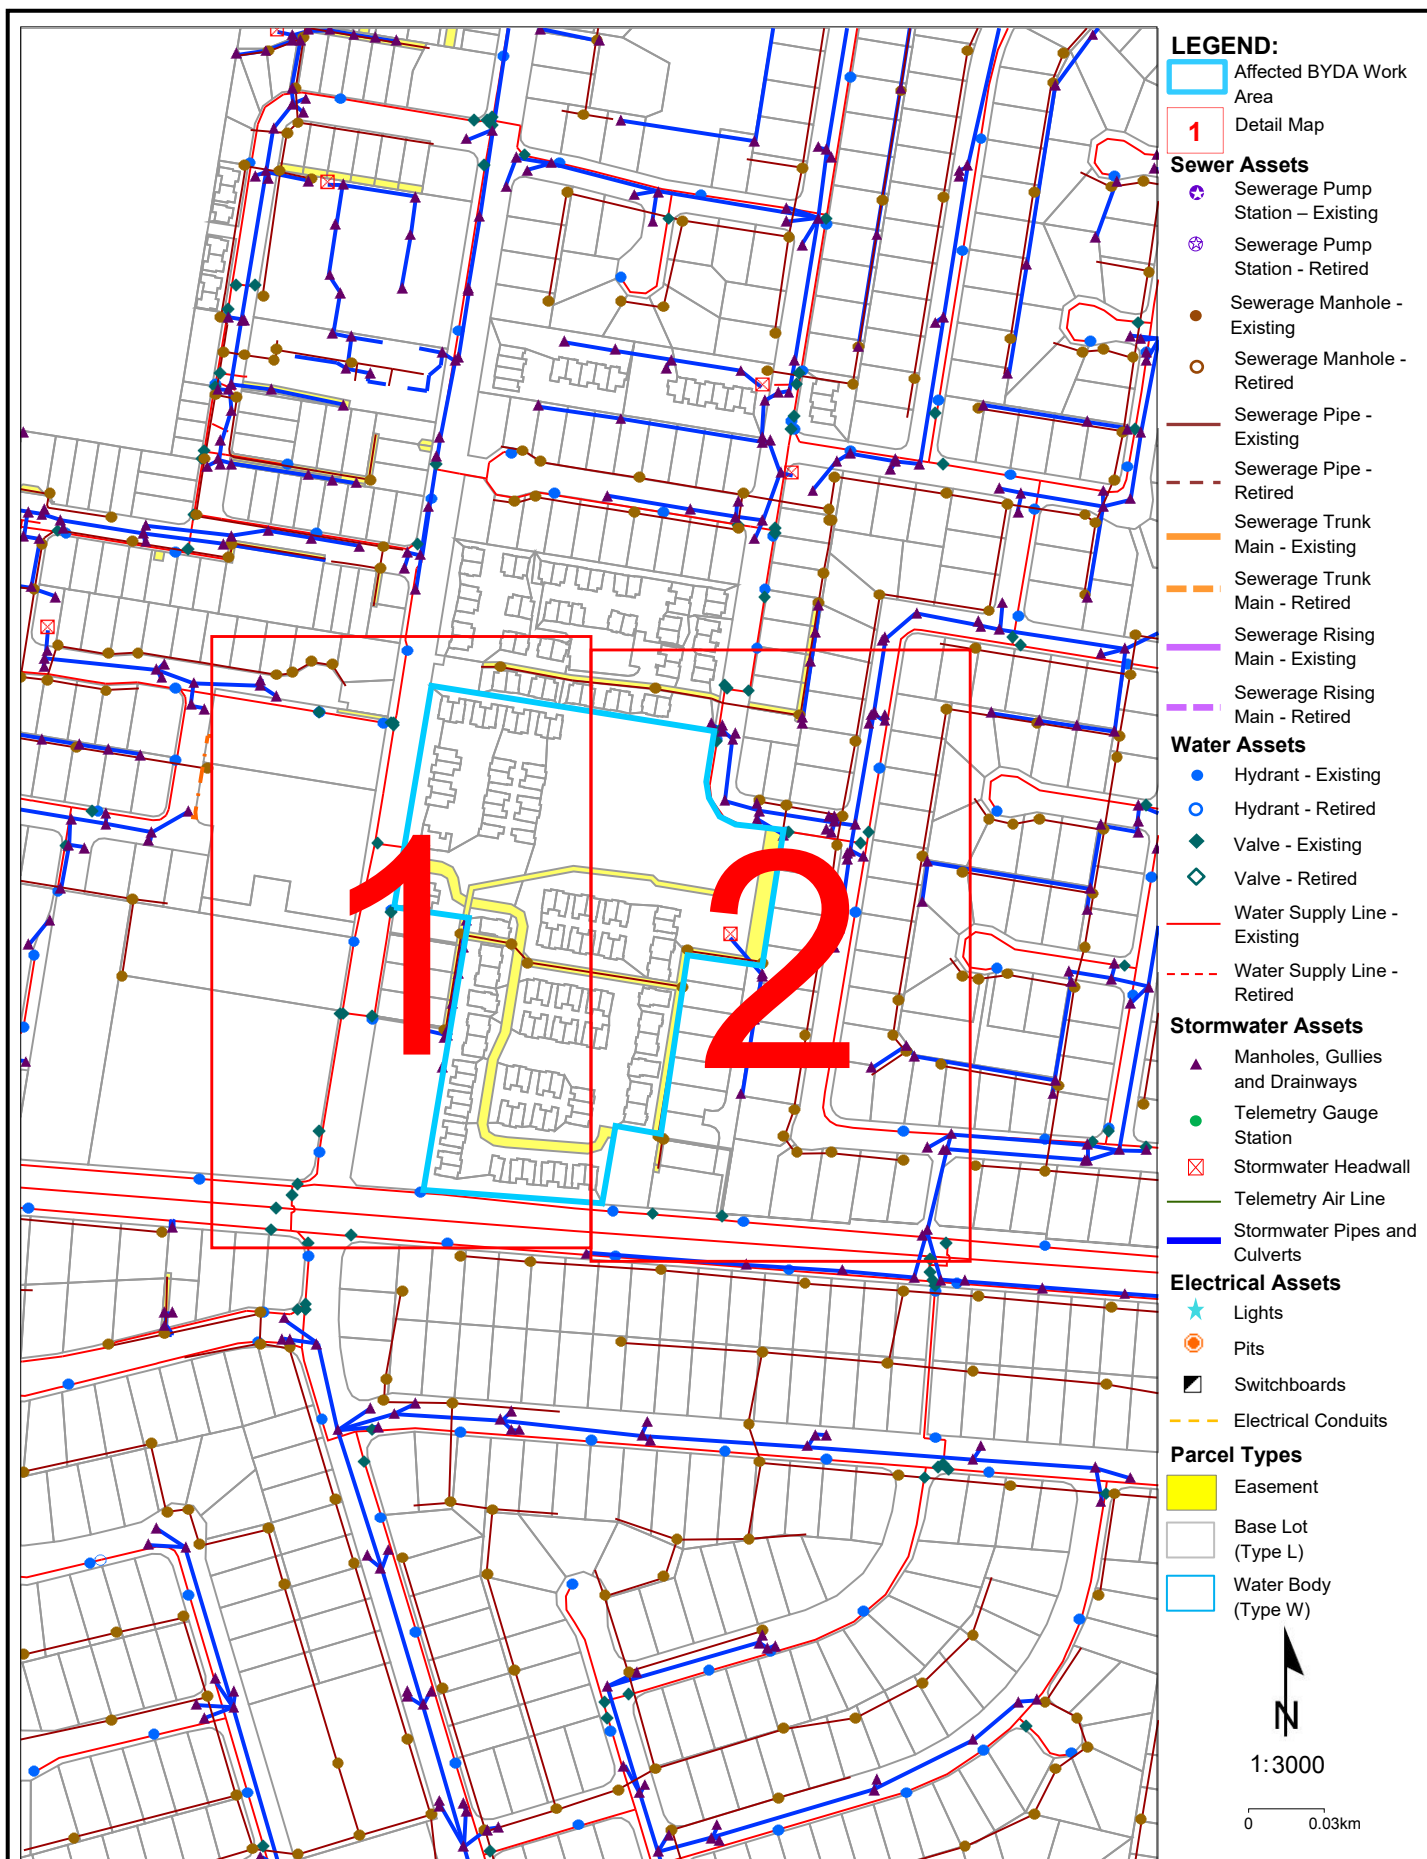 LEGEND:
Affected BYDA Work
Area
1
Detail Map
Sewer Assets
Sewerage Pump
Station – Existing
Sewerage Pump
Station - Retired
Sewerage Manhole -
Existing
Sewerage Manhole -
Retired
Sewerage Pipe -
Existing
Sewerage Pipe -
Retired
Sewerage Trunk
Main - Existing
Sewerage Trunk
Main - Retired
Sewerage Rising
Main - Existing
Sewerage Rising
Main - Retired
Water Assets
Hydrant - Existing
Hydrant - Retired
Valve - Existing
Valve - Retired
Water Supply Line -
Existing
Water Supply Line -
Retired
Stormwater Assets
Manholes, Gullies
and Drainways
Telemetry Gauge
Station
Stormwater Headwall
Telemetry Air Line
Stormwater Pipes and
Culverts
Electrical Assets
Lights
Pits
Switchboards
Electrical Conduits
Parcel Types
Easement
Base Lot
(Type L)
Water Body
(Type W)
N
1:3000
0 0.03km
1
2